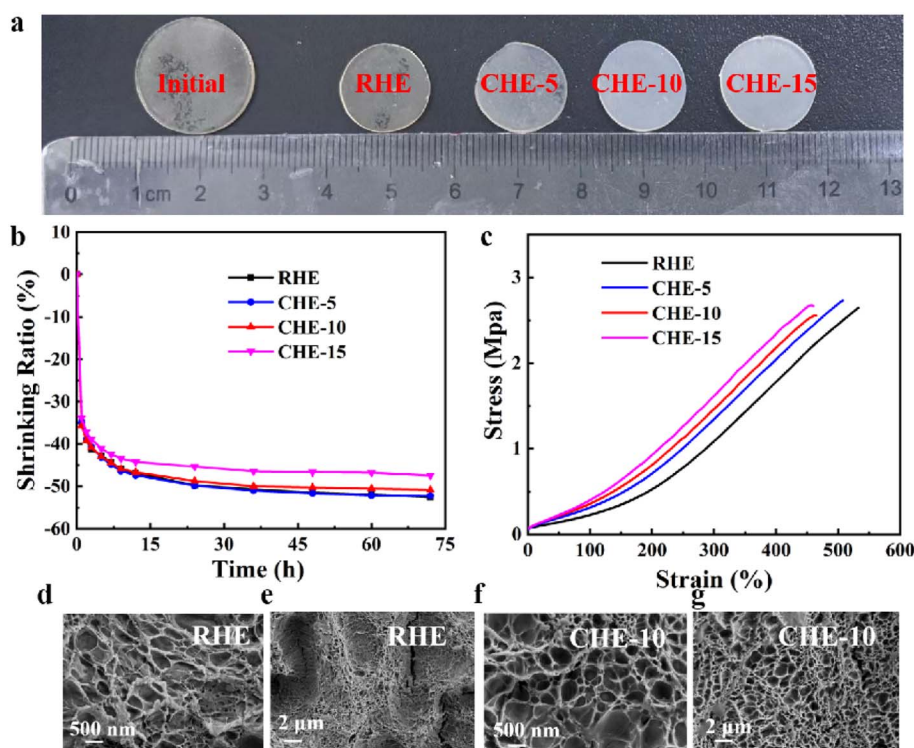 a
Initial RHE CHE-5 CHE-10 CHE-15
0 1cm 2 3 4 5 6 7 8 9 10 11 12 13
b
10
0
-10
-20
-30
-40
-50
-60
Shrinking Ratio (%)
RHE
CHE-5
CHE-10
CHE-15
0 15 30 45 60 75
Time (h)
c
3
2
1
0
Stress (Mpa)
RHE
CHE-5
CHE-10
CHE-15
0 100 200 300 400 500 600
Strain (%)
d
RHE
500 nm
e
RHE
2 μm
f
CHE-10
500 nm
g
CHE-10
2 μm